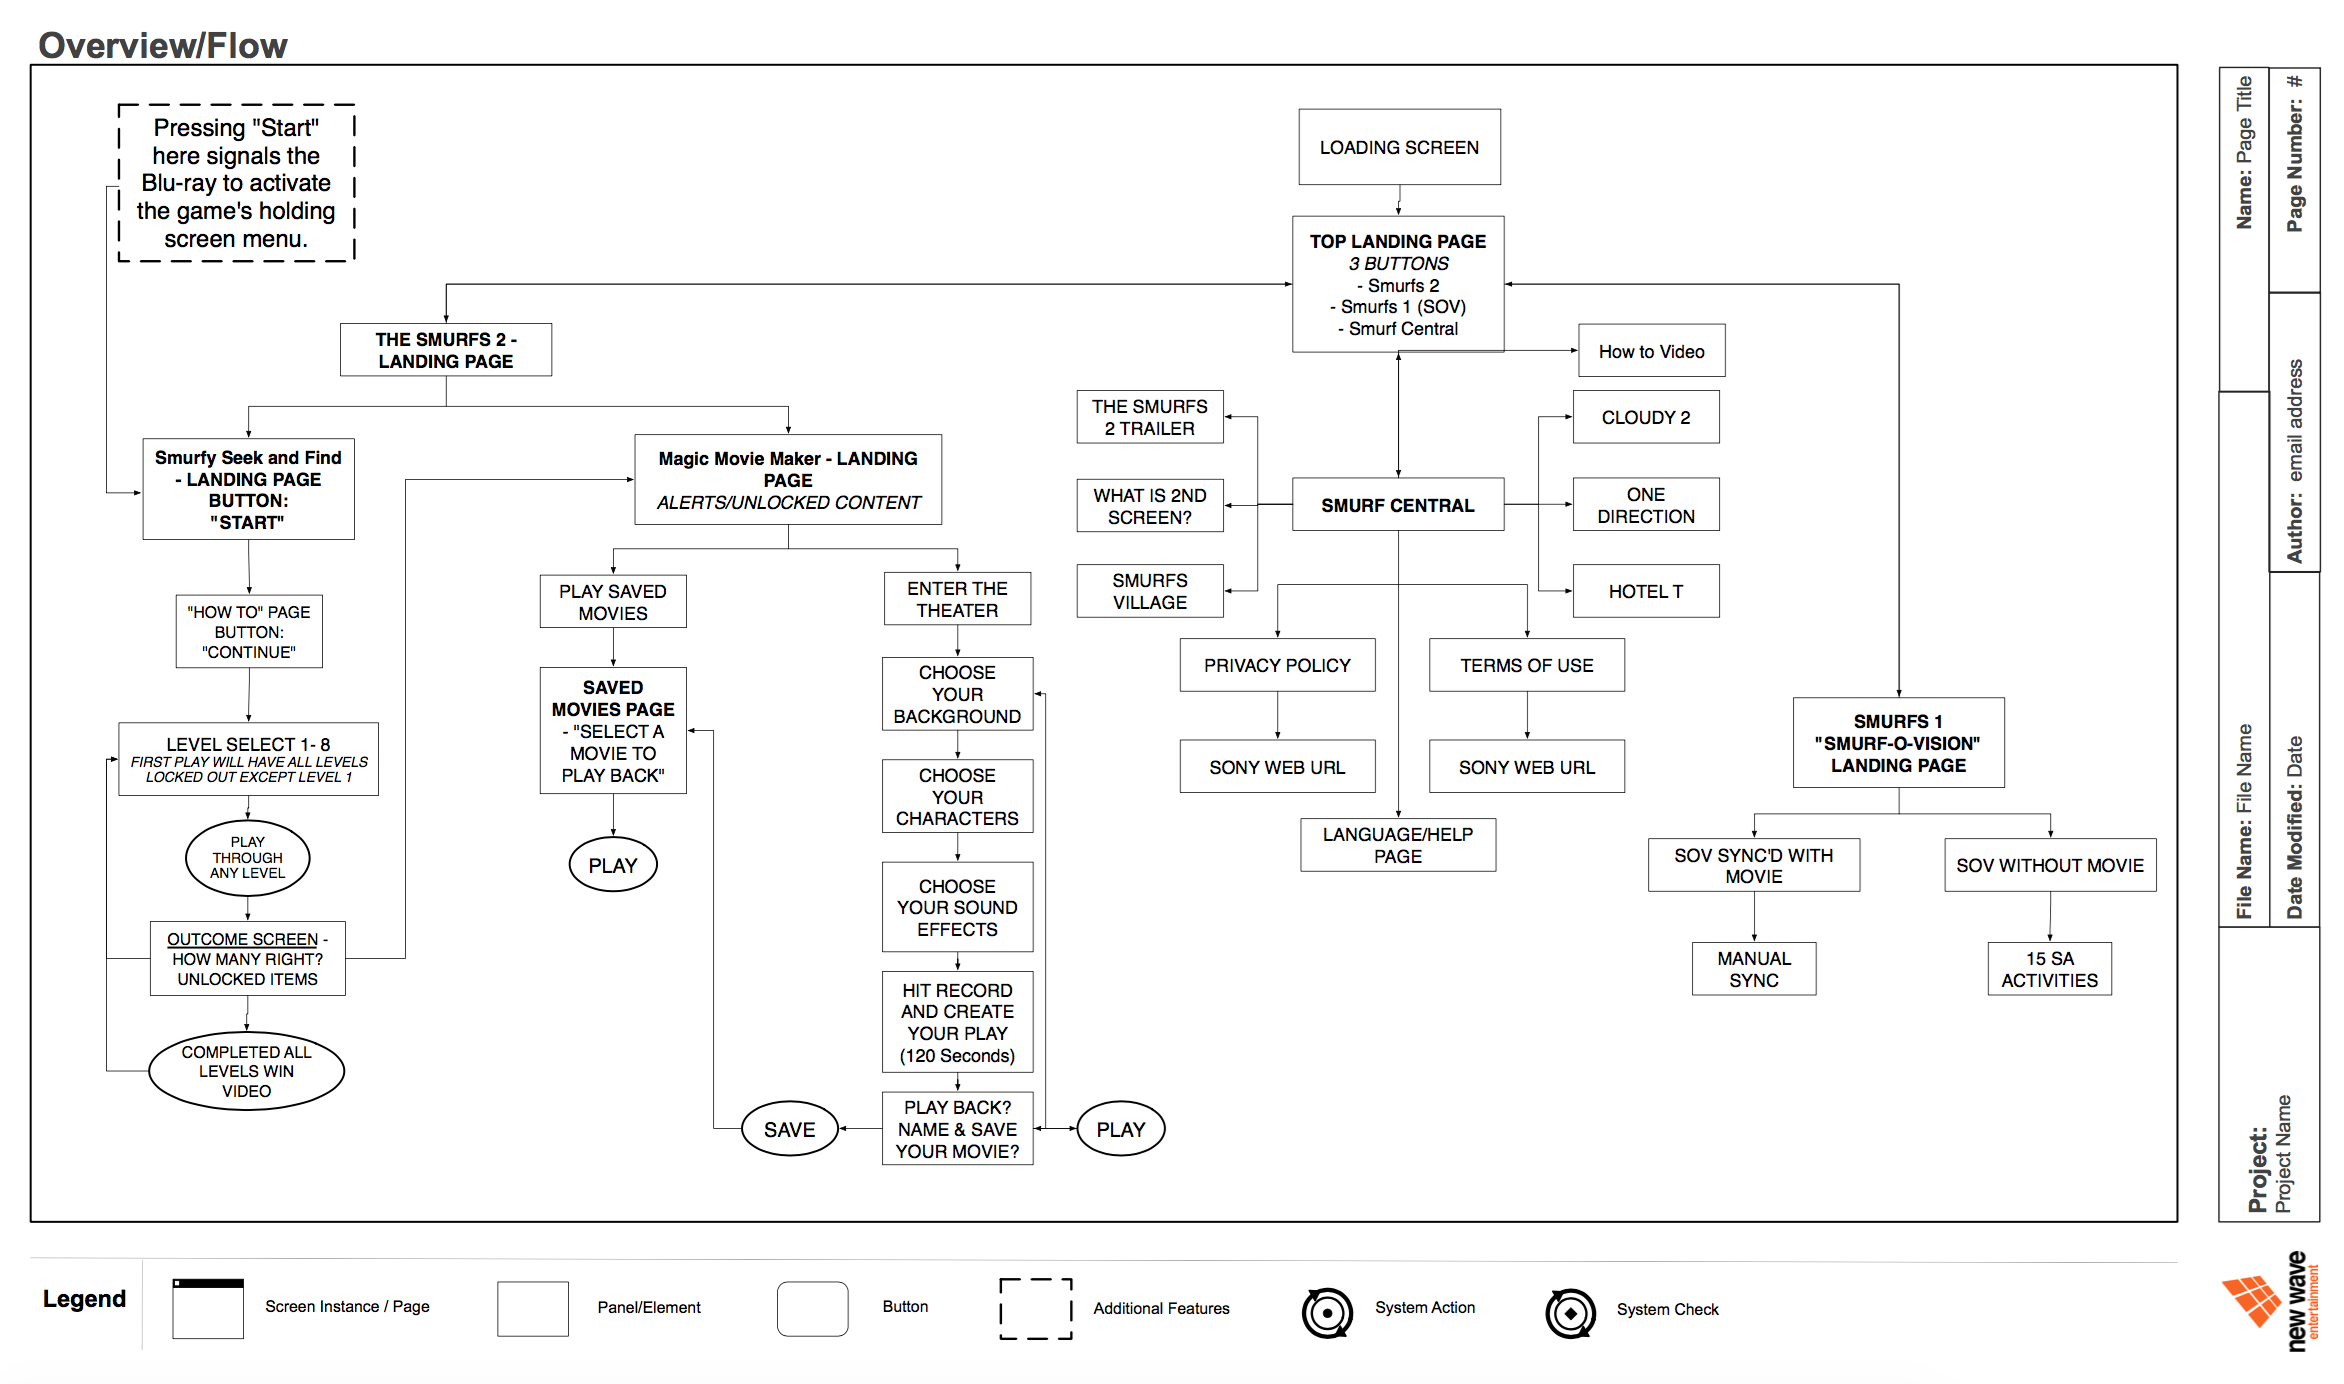 Overview/Flow
Pressing "Start"
here signals the
Blu-ray to activate
the game's holding
screen menu.
LOADING SCREEN
TOP LANDING PAGE
3 BUTTONS
- Smurfs 2
- Smurfs 1 (SOV)
- Smurf Central
THE SMURFS 2 -
LANDING PAGE
How to Video
Smurfy Seek and Find
- LANDING PAGE
BUTTON:
"START"
Magic Movie Maker - LANDING
PAGE
ALERTS/UNLOCKED CONTENT
THE SMURFS
2 TRAILER
WHAT IS 2ND
SCREEN?
SMURFS
VILLAGE
SMURF CENTRAL
CLOUDY 2
ONE
DIRECTION
HOTEL T
"HOW TO" PAGE
BUTTON:
"CONTINUE"
LEVEL SELECT 1- 8
FIRST PLAY WILL HAVE ALL LEVELS
LOCKED OUT EXCEPT LEVEL 1
PLAY
THROUGH
ANY LEVEL
OUTCOME SCREEN -
HOW MANY RIGHT?
UNLOCKED ITEMS
COMPLETED ALL
LEVELS WIN
VIDEO
PLAY SAVED
MOVIES
SAVED
MOVIES PAGE
- "SELECT A
MOVIE TO
PLAY BACK"
PLAY
ENTER THE
THEATER
CHOOSE
YOUR
BACKGROUND
CHOOSE
YOUR
CHARACTERS
CHOOSE
YOUR SOUND
EFFECTS
HIT RECORD
AND CREATE
YOUR PLAY
(120 Seconds)
PLAY BACK?
NAME & SAVE
YOUR MOVIE?
SAVE
PLAY
PRIVACY POLICY
TERMS OF USE
SONY WEB URL
SONY WEB URL
LANGUAGE/HELP
PAGE
SMURFS 1
"SMURF-O-VISION"
LANDING PAGE
SOV SYNC'D WITH
MOVIE
SOV WITHOUT MOVIE
MANUAL
SYNC
15 SA
ACTIVITIES
Name: Page Title
Page Number: #
Author: email address
File Name: File Name
Date Modified: Date
Project:
Project Name
Legend
Screen Instance / Page
Panel/Element
Button
Additional Features
System Action
System Check
new wave
entertainment